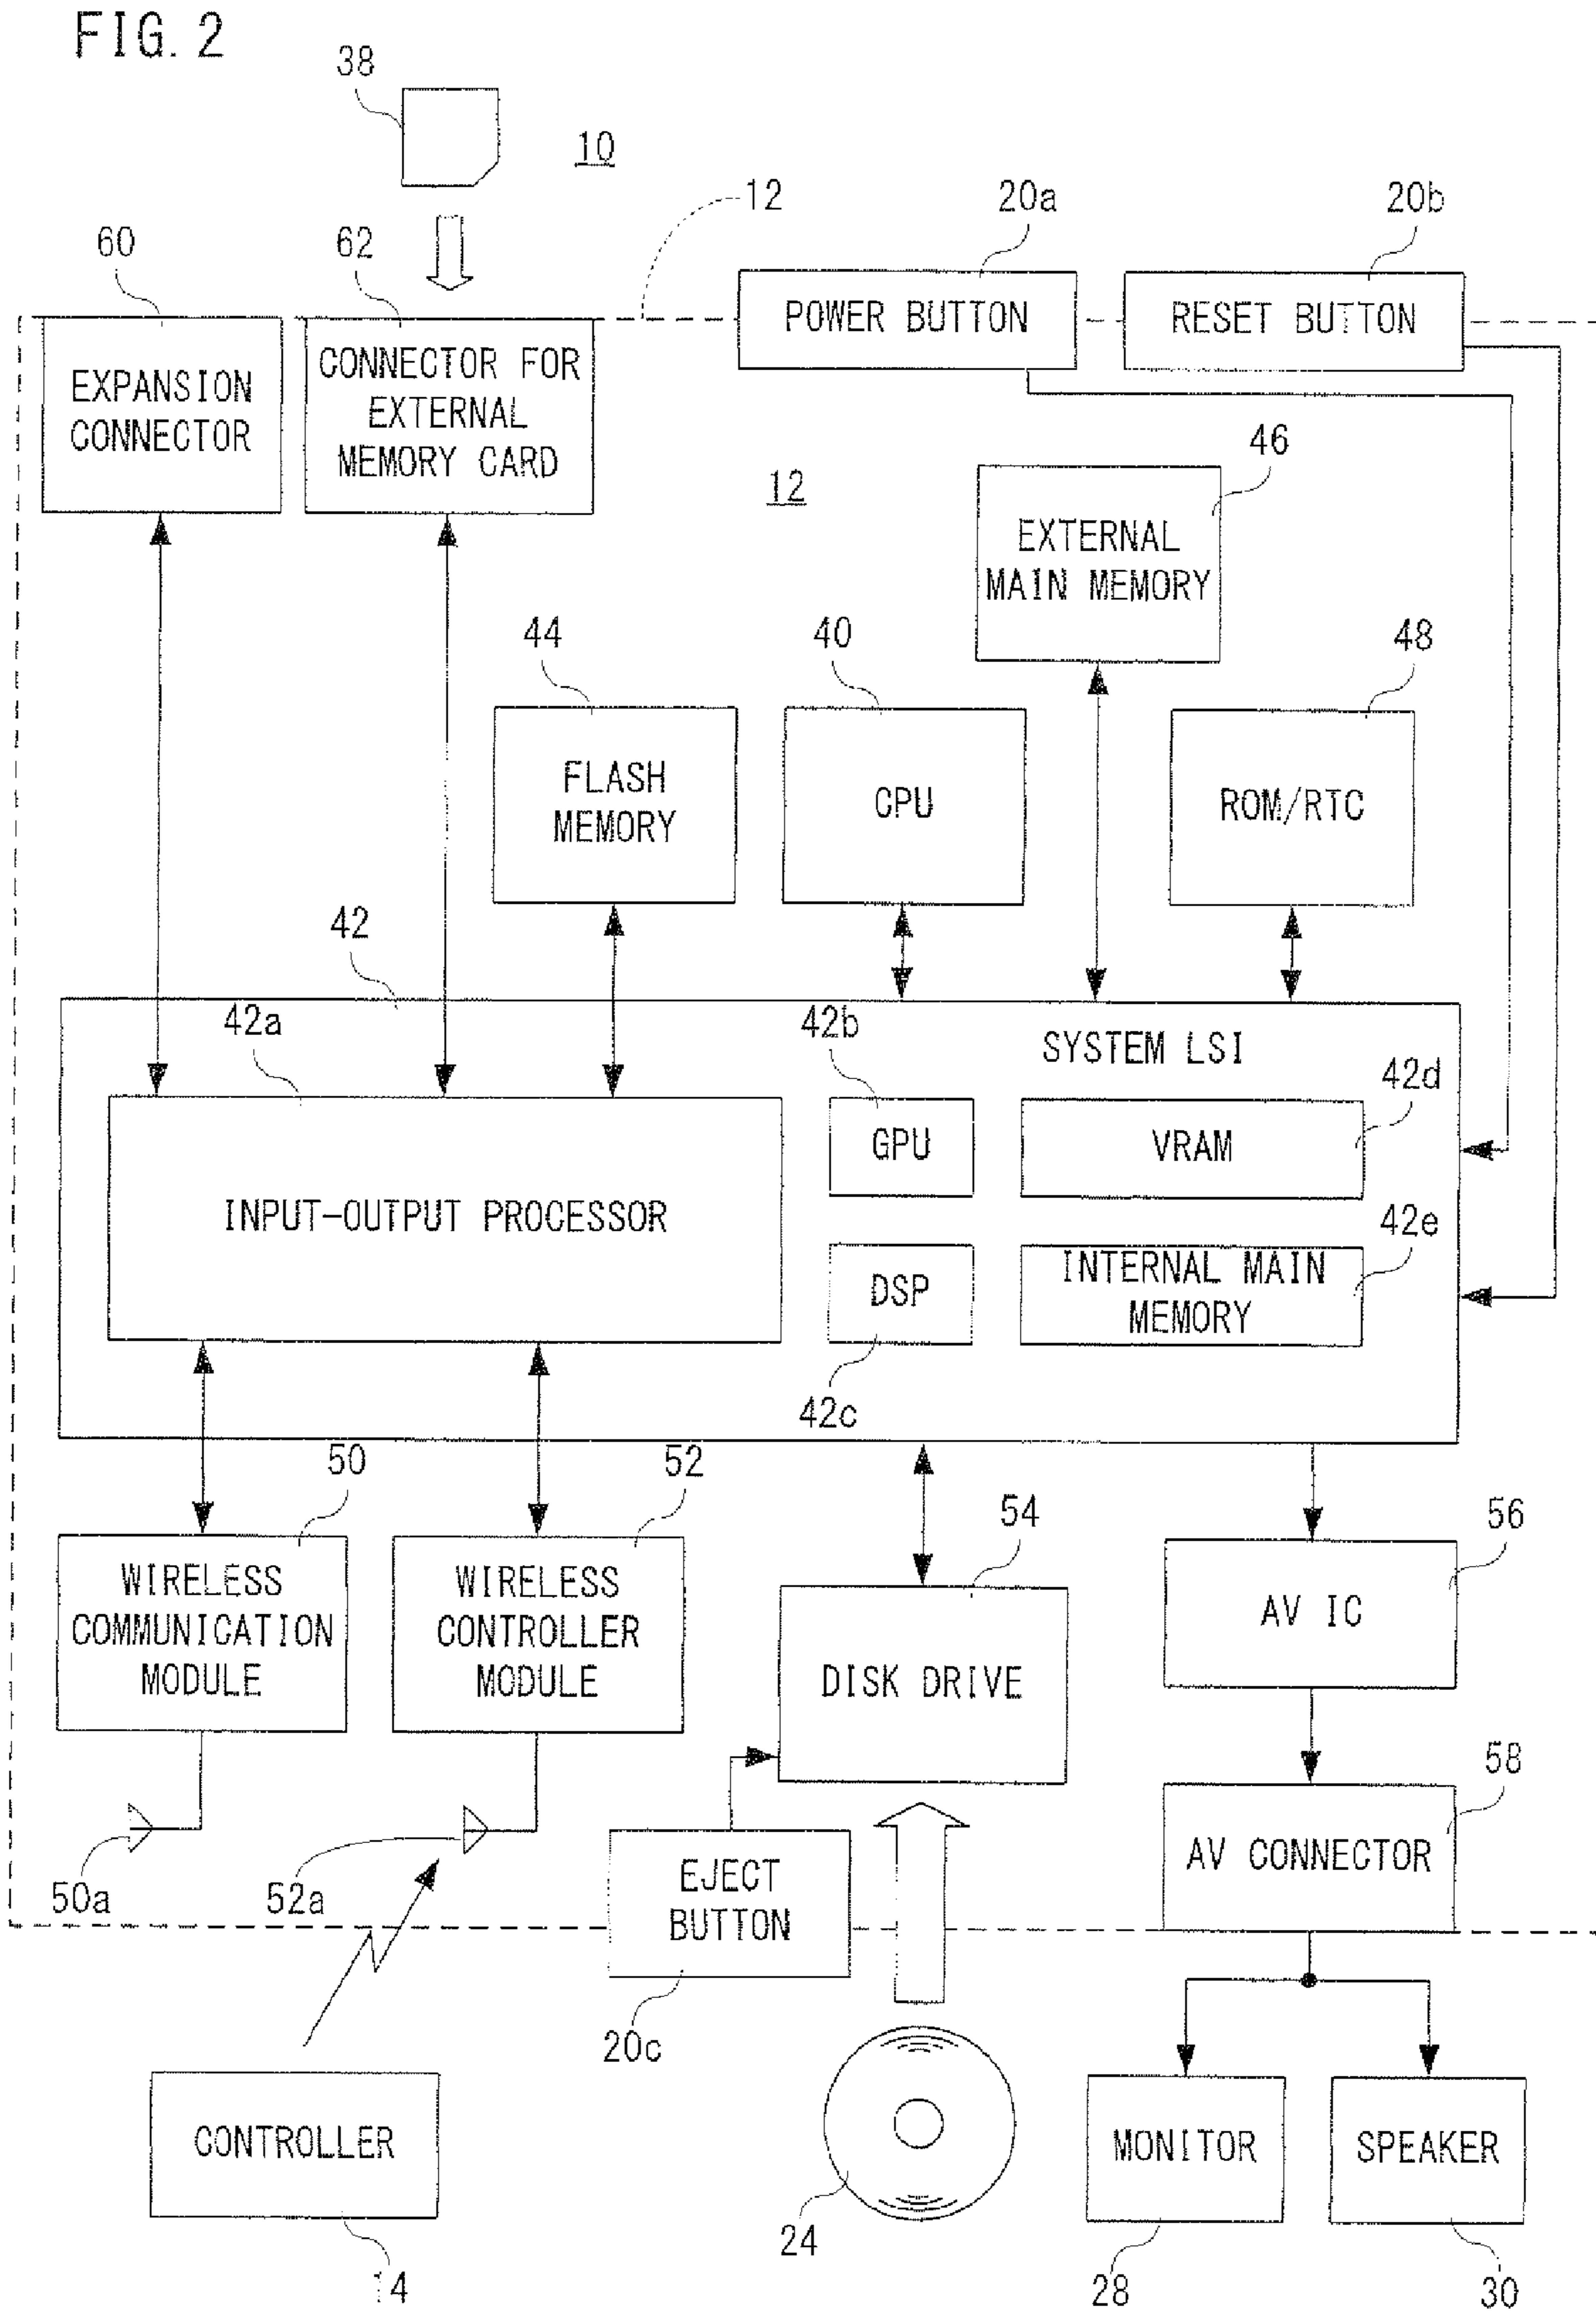 FIG. 2
38
10
12
20a
20b
60
62
POWER BUTTON
RESET BUTTON
EXPANSION
CONNECTOR
CONNECTOR FOR
EXTERNAL
MEMORY CARD
12
46
EXTERNAL
MAIN MEMORY
44
40
48
FLASH
MEMORY
CPU
ROM/RTC
42
42a
42b
SYSTEM LSI
42d
GPU
VRAM
INPUT-OUTPUT PROCESSOR
42e
DSP
INTERNAL MAIN
MEMORY
42c
50
52
54
56
WIRELESS
COMMUNICATION
MODULE
WIRELESS
CONTROLLER
MODULE
DISK DRIVE
AV IC
58
50a
52a
EJECT
BUTTON
AV CONNECTOR
20c
CONTROLLER
MONITOR
SPEAKER
24
14
28
30